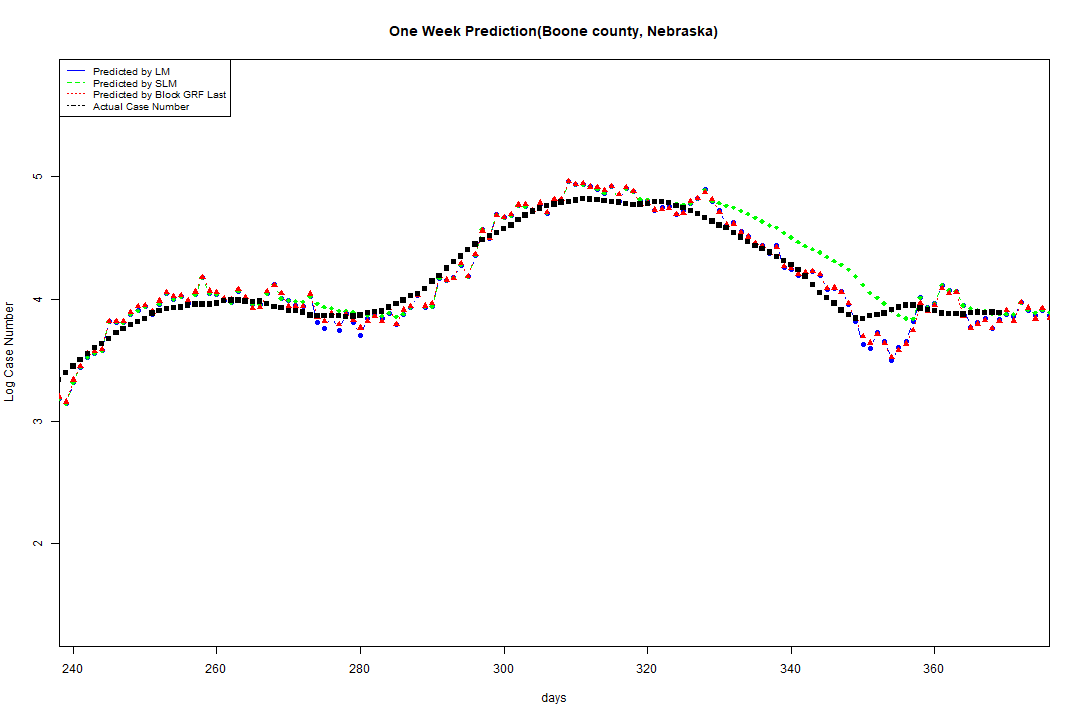 One Week Prediction(Boone county, Nebraska)
Predicted by LM
Predicted by SLM
Predicted by Block GRF Last
Actual Case Number
5
4
3
2
Log Case Number
240 260 280 300 320 340 360
days